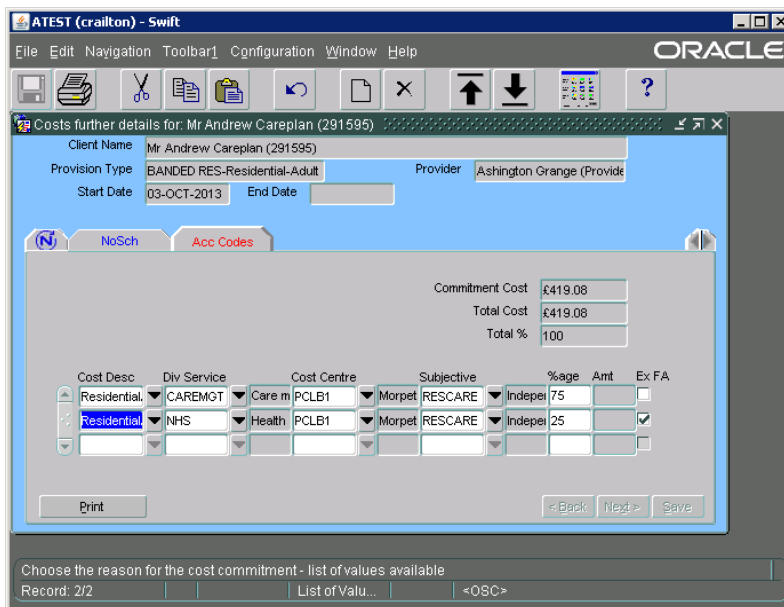 ATEST (crailton) - Swift
File Edit Navigation Toolbar1 Configuration Window Help
ORACLE
?
Costs further details for: Mr Andrew Careplan (291595)
Client Name Mr Andrew Careplan (291595)
Provision Type BANDED RES-Residential-Adult Provider Ashington Grange (Provide
Start Date 03-OCT-2013 End Date
N NoSch Acc Codes
Commitment Cost £419.08
Total Cost £419.08
Total % 100
Cost Desc Div Service Cost Centre Subjective %age Amt Ex FA
Residential. CAREMGT Care m PCLB1 Morpet RESCARE Indeper 75
Residential. NHS Health PCLB1 Morpet RESCARE Indeper 25
Print < Back Next > Save
Choose the reason for the cost commitment - list of values available
Record: 2/2 List of Valu... <OSC>